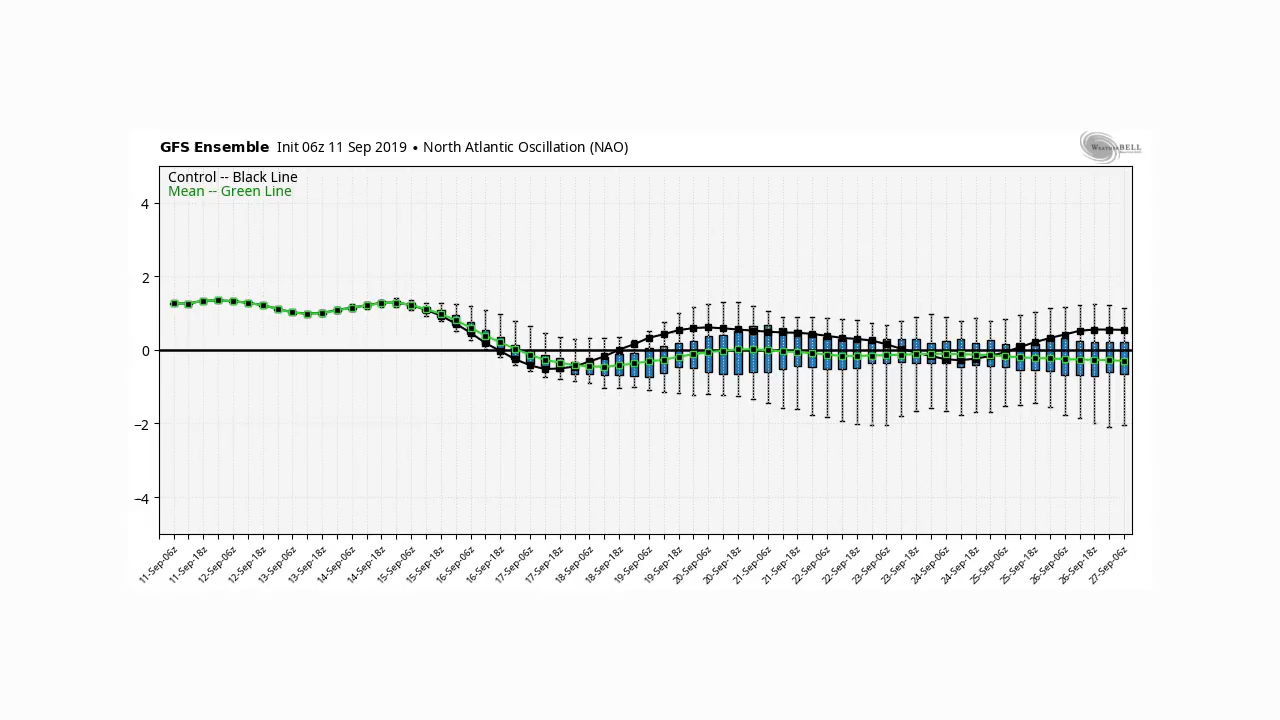 GFS Ensemble Init 06z 11 Sep 2019 • North Atlantic Oscillation (NAO)
WeatherBELL
Control -- Black Line
Mean -- Green Line
4
2
0
−2
−4
11-Sep-06z
11-Sep-18z
12-Sep-06z
12-Sep-18z
13-Sep-06z
13-Sep-18z
14-Sep-06z
14-Sep-18z
15-Sep-06z
15-Sep-18z
16-Sep-06z
16-Sep-18z
17-Sep-06z
17-Sep-18z
18-Sep-06z
18-Sep-18z
19-Sep-06z
19-Sep-18z
20-Sep-06z
20-Sep-18z
21-Sep-06z
21-Sep-18z
22-Sep-06z
22-Sep-18z
23-Sep-06z
23-Sep-18z
24-Sep-06z
24-Sep-18z
25-Sep-06z
25-Sep-18z
26-Sep-06z
26-Sep-18z
27-Sep-06z